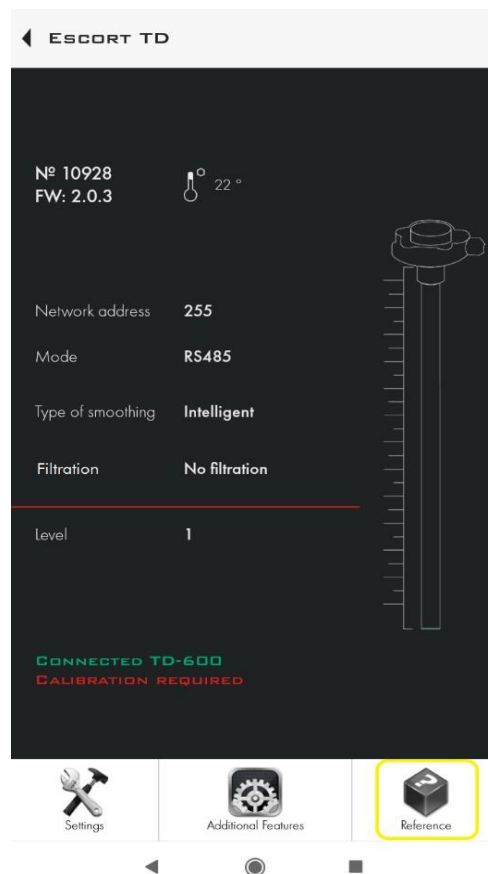 Escort TD
№ 10928
FW: 2.0.3
22 °
Network address 255
Mode RS485
Type of smoothing Intelligent
Filtration No filtration
Level 1
Connected TD-600
Calibration required
Settings Additional Features Reference